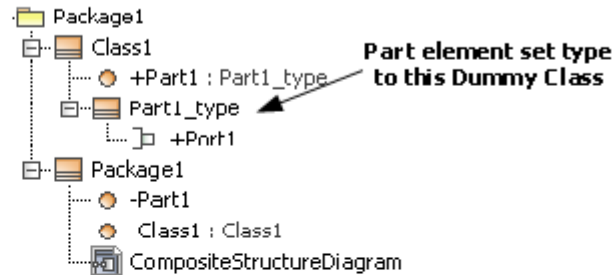 Package1
Class1
Part element set type
to this Dummy Class
+Part1 : Part1_type
Part1_type
+Port1
Package1
-Part1
Class1 : Class1
CompositeStructureDiagram